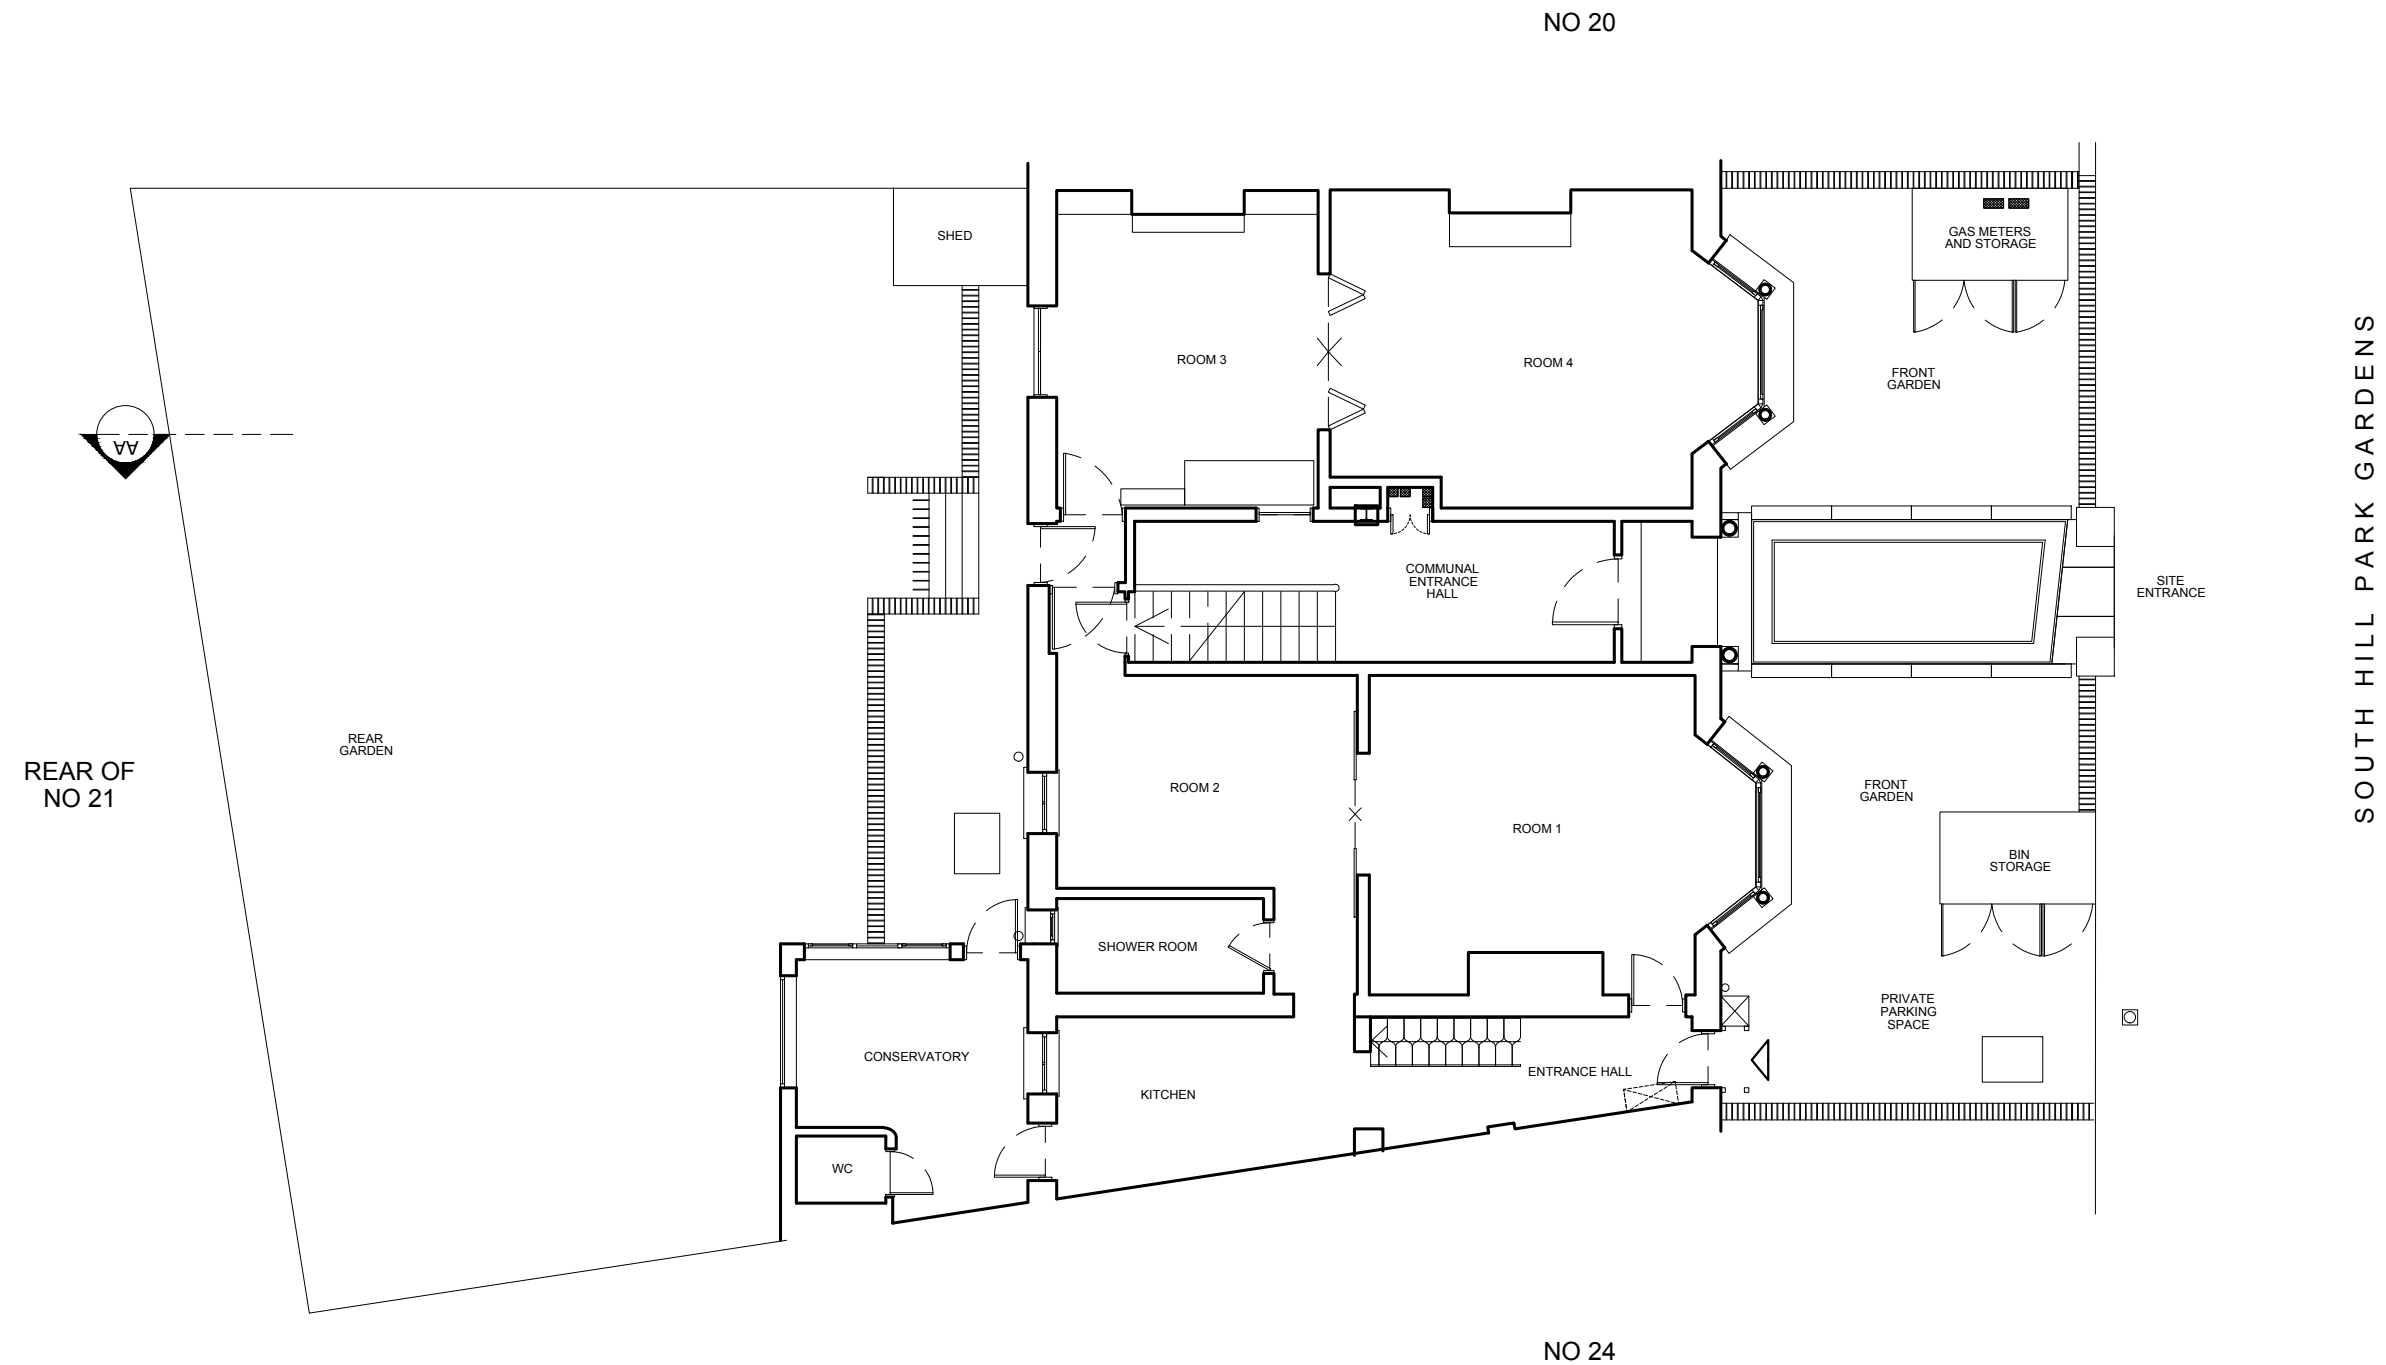 NO 20
SHED
GAS METERS
AND STORAGE
ROOM 3
ROOM 4
FRONT
GARDEN
AA
COMMUNAL
ENTRANCE
HALL
SITE
ENTRANCE
SOUTH HILL PARK GARDENS
REAR
GARDEN
REAR OF
NO 21
ROOM 2
ROOM 1
FRONT
GARDEN
BIN
STORAGE
SHOWER ROOM
PRIVATE
PARKING
SPACE
CONSERVATORY
ENTRANCE HALL
KITCHEN
WC
NO 24